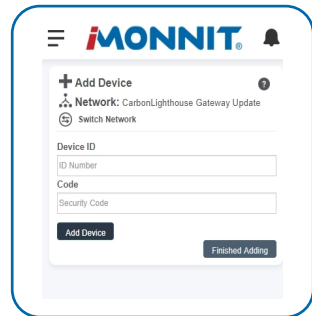 iMONNIT®
Add Device
?
Network: CarbonLighthouse Gateway Update
Switch Network
Device ID
ID Number
Code
Security Code
Add Device
Finished Adding